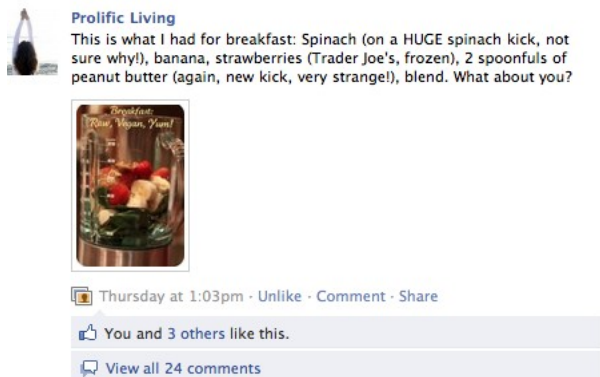 Prolific Living
This is what I had for breakfast: Spinach (on a HUGE spinach kick, not
sure why!), banana, strawberries (Trader Joe's, frozen), 2 spoonfuls of
peanut butter (again, new kick, very strange!), blend. What about you?
Breakfast:
Raw, Vegan, Yum!
Thursday at 1:03pm · Unlike · Comment · Share
You and 3 others like this.
View all 24 comments